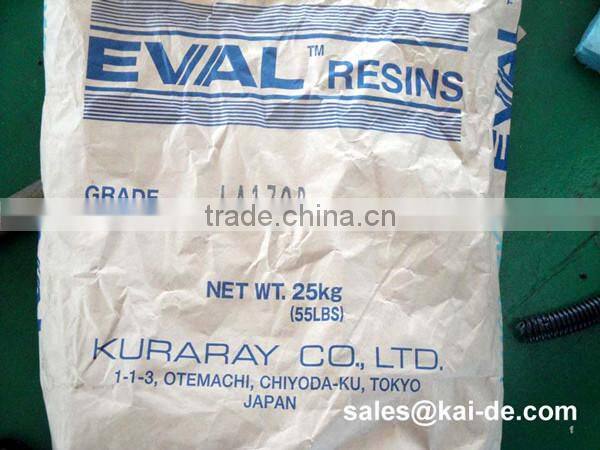 EVAL™ RESINS
EVAL™
GRADE
trade.china.cn
NET WT. 25kg
(55LBS)
KURARAY CO., LTD.
1-1-3, OTEMACHI, CHIYODA-KU, TOKYO
JAPAN
sales@kai-de.com